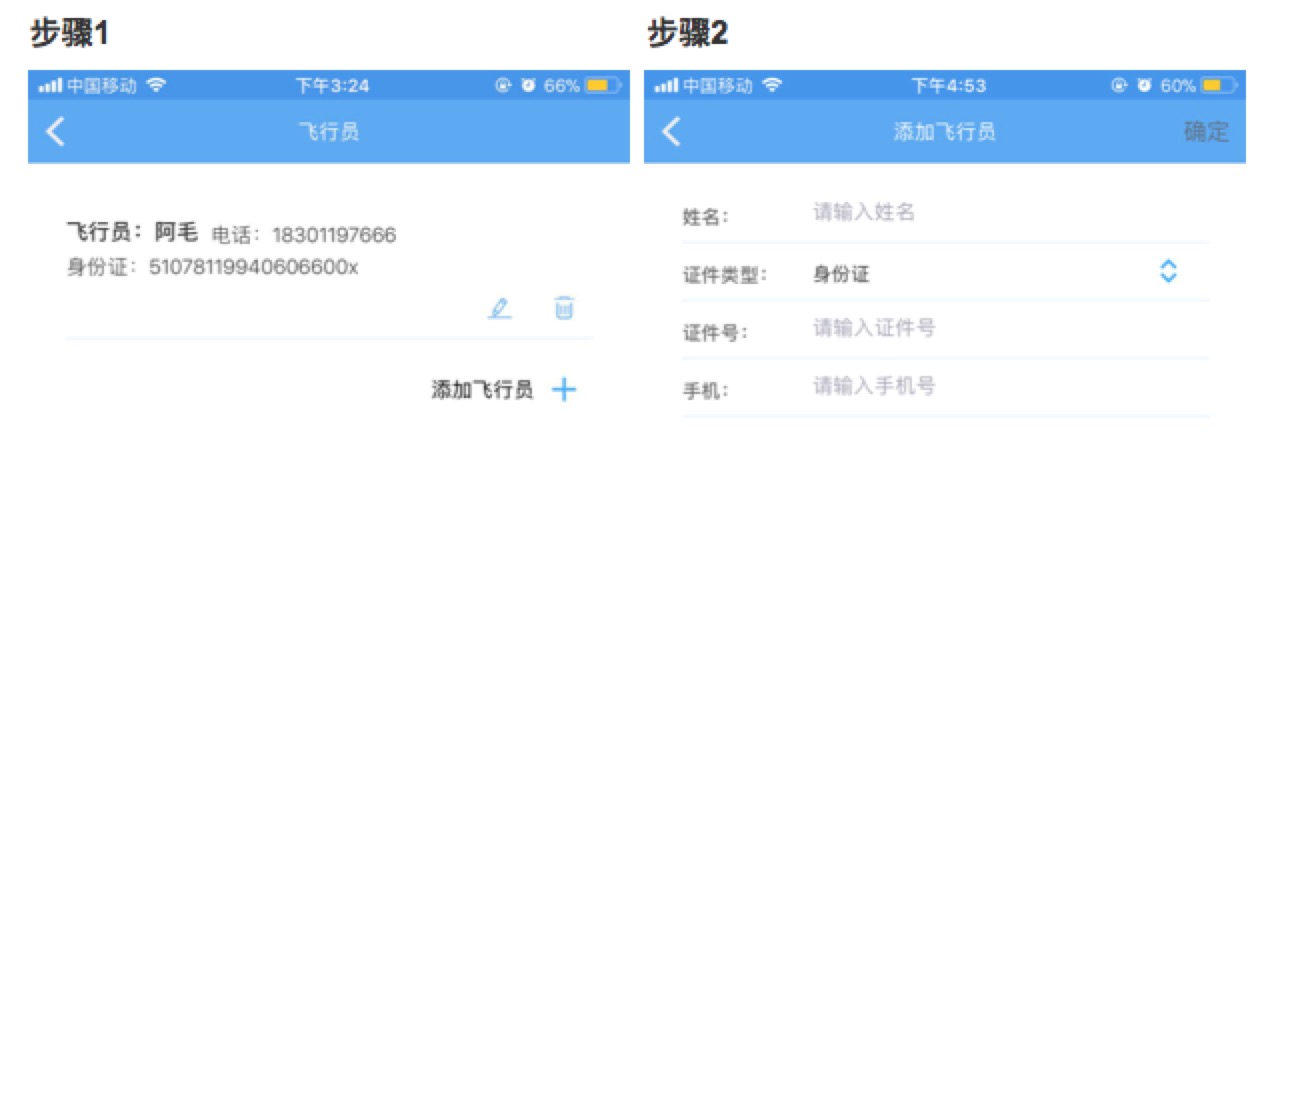 步骤1
中国移动 下午3:24 66%
飞行员
飞行员：阿毛 电话：18301197666
身份证：51078119940606600x
添加飞行员
步骤2
中国移动 下午4:53 60%
添加飞行员 确定
姓名： 请输入姓名
证件类型： 身份证
证件号： 请输入证件号
手机： 请输入手机号